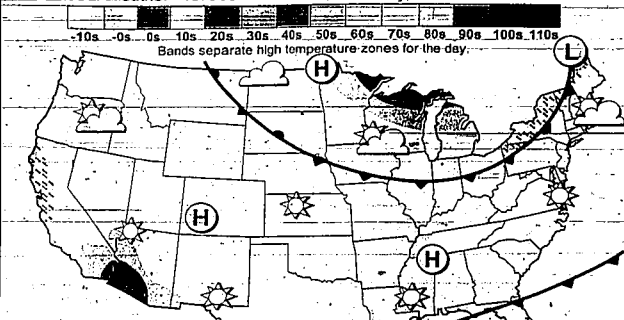 -10s -0s 0s 10s 20s 30s 40s 50s 60s 70s 80s 90s 100s 110s
Bands separate high temperature zones for the day.
L
H
H
H